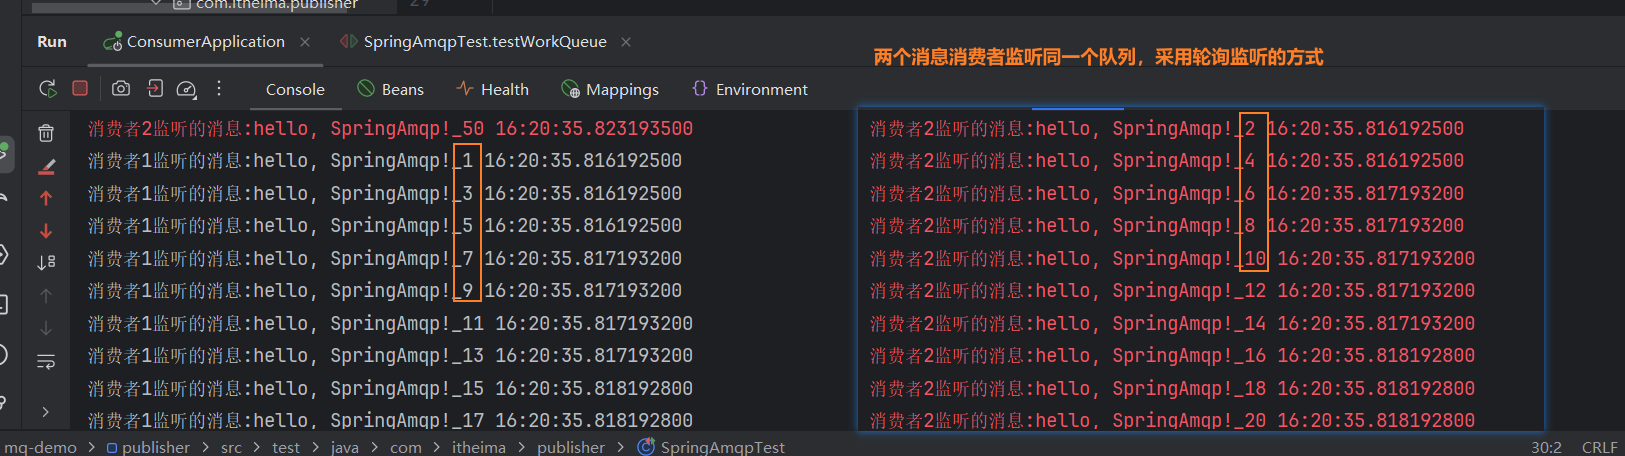 com.itheima.publisher
29
Run
ConsumerApplication
SpringAmqpTest.testWorkQueue
两个消息消费者监听同一个队列，采用轮询监听的方式
Console
Beans
Health
Mappings
Environment
消费者2监听的消息:hello, SpringAmqp!_50 16:20:35.823193500
消费者1监听的消息:hello, SpringAmqp!_1 16:20:35.816192500
消费者1监听的消息:hello, SpringAmqp!_3 16:20:35.816192500
消费者1监听的消息:hello, SpringAmqp!_5 16:20:35.816192500
消费者1监听的消息:hello, SpringAmqp!_7 16:20:35.817193200
消费者1监听的消息:hello, SpringAmqp!_9 16:20:35.817193200
消费者1监听的消息:hello, SpringAmqp!_11 16:20:35.817193200
消费者1监听的消息:hello, SpringAmqp!_13 16:20:35.817193200
消费者1监听的消息:hello, SpringAmqp!_15 16:20:35.818192800
消费者1监听的消息:hello, SpringAmqp!_17 16:20:35.818192800
消费者2监听的消息:hello, SpringAmqp!_2 16:20:35.816192500
消费者2监听的消息:hello, SpringAmqp!_4 16:20:35.816192500
消费者2监听的消息:hello, SpringAmqp!_6 16:20:35.817193200
消费者2监听的消息:hello, SpringAmqp!_8 16:20:35.817193200
消费者2监听的消息:hello, SpringAmqp!_10 16:20:35.817193200
消费者2监听的消息:hello, SpringAmqp!_12 16:20:35.817193200
消费者2监听的消息:hello, SpringAmqp!_14 16:20:35.817193200
消费者2监听的消息:hello, SpringAmqp!_16 16:20:35.818192800
消费者2监听的消息:hello, SpringAmqp!_18 16:20:35.818192800
消费者2监听的消息:hello, SpringAmqp!_20 16:20:35.818192800
mq-demo > publisher > src > test > java > com > itheima > publisher > SpringAmqpTest
30:2
CRLF